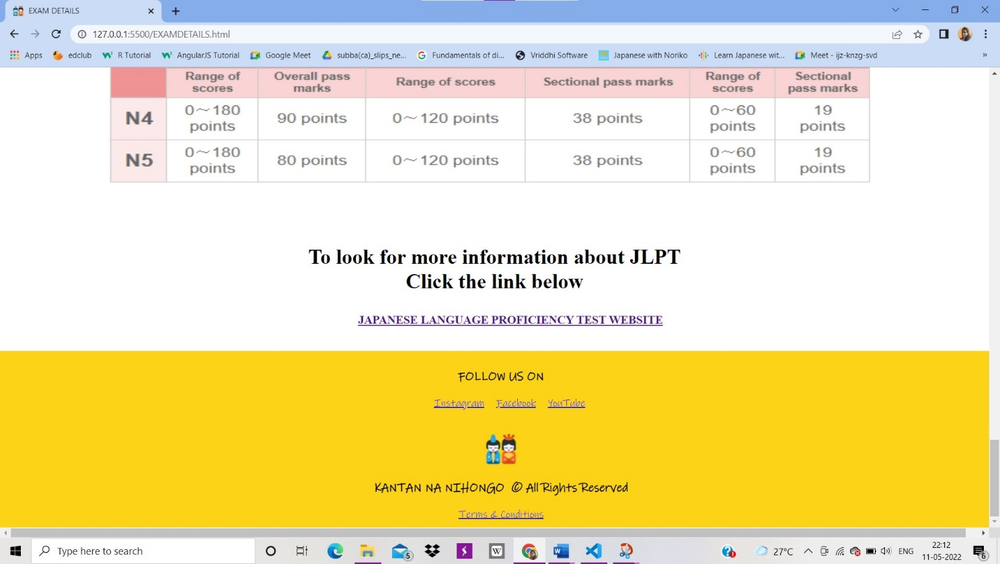 EXAM DETAILS
127.0.0.1:5500/EXAMDETAILS.html
Apps edclub R Tutorial AngularJS Tutorial Google Meet subba(ca)_slips_ne... Fundamentals of di... Vriddhi Software Japanese with Noriko Learn Japanese wit... Meet - ijz-knzg-svd »
Range of scores Overall pass marks Range of scores Sectional pass marks Range of scores Sectional pass marks
N4 0～180 points 90 points 0～120 points 38 points 0～60 points 19 points
N5 0～180 points 80 points 0～120 points 38 points 0～60 points 19 points
To look for more information about JLPT
Click the link below
JAPANESE LANGUAGE PROFICIENCY TEST WEBSITE
FOLLOW US ON
Instagram Facebook YouTube
KANTAN NA NIHONGO © All Rights Reserved
Terms & Conditions
Type here to search 5 W W 27°C ENG 22:12
11-05-2022 6